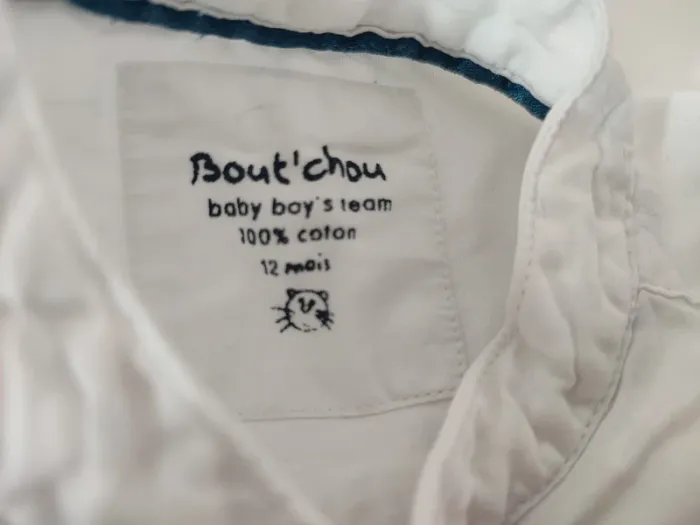 Bout'chou
baby boy's team
100% coton
12 mois